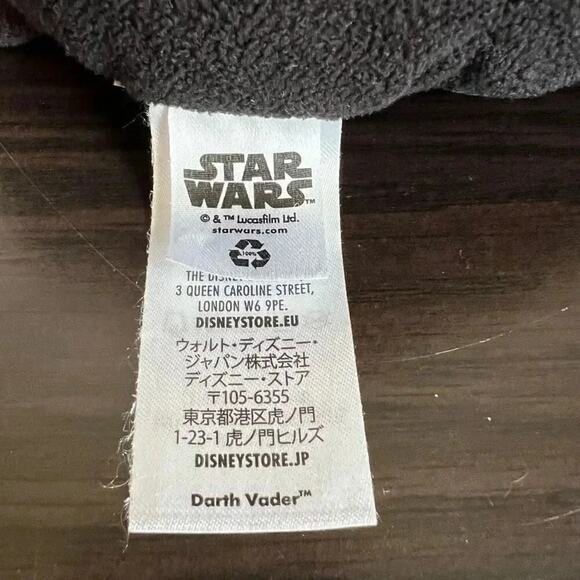 STAR
WARS™
© & ™ Lucasfilm Ltd.
starwars.com
100%
THE
3 QUEEN CAROLINE STREET,
LONDON W6 9PE.
DISNEYSTORE.EU
ウォルト・ディズニー・
ジャパン株式会社
ディズニー・ストア
〒105-6355
東京都港区虎ノ門
1-23-1 虎ノ門ヒルズ
DISNEYSTORE.JP
Darth Vader™